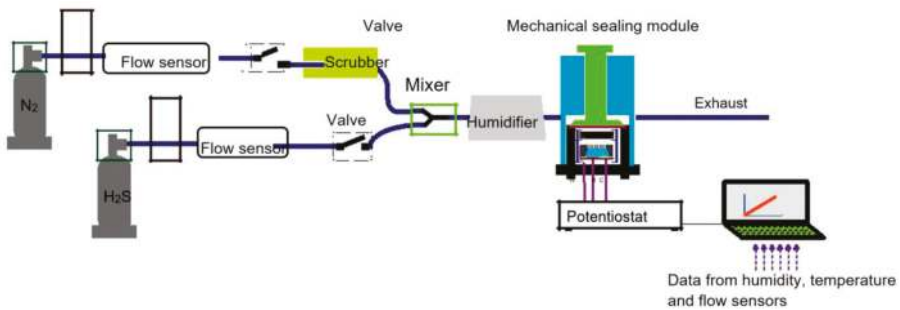 Valve
Mechanical sealing module
Flow sensor
Scrubber
N2
Mixer
Exhaust
Valve
Humidifier
Flow sensor
H2S
Potentiostat
Data from humidity, temperature
and flow sensors